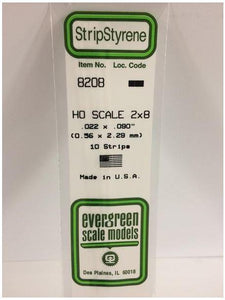 StripStyrene
Item No. Loc. Code
8208
HO SCALE 2x8
.022 x .090"
(0.56 x 2.29 mm)
10 Strips
Made in U.S.A.
evergreen
scale models
Des Plaines, IL 60018